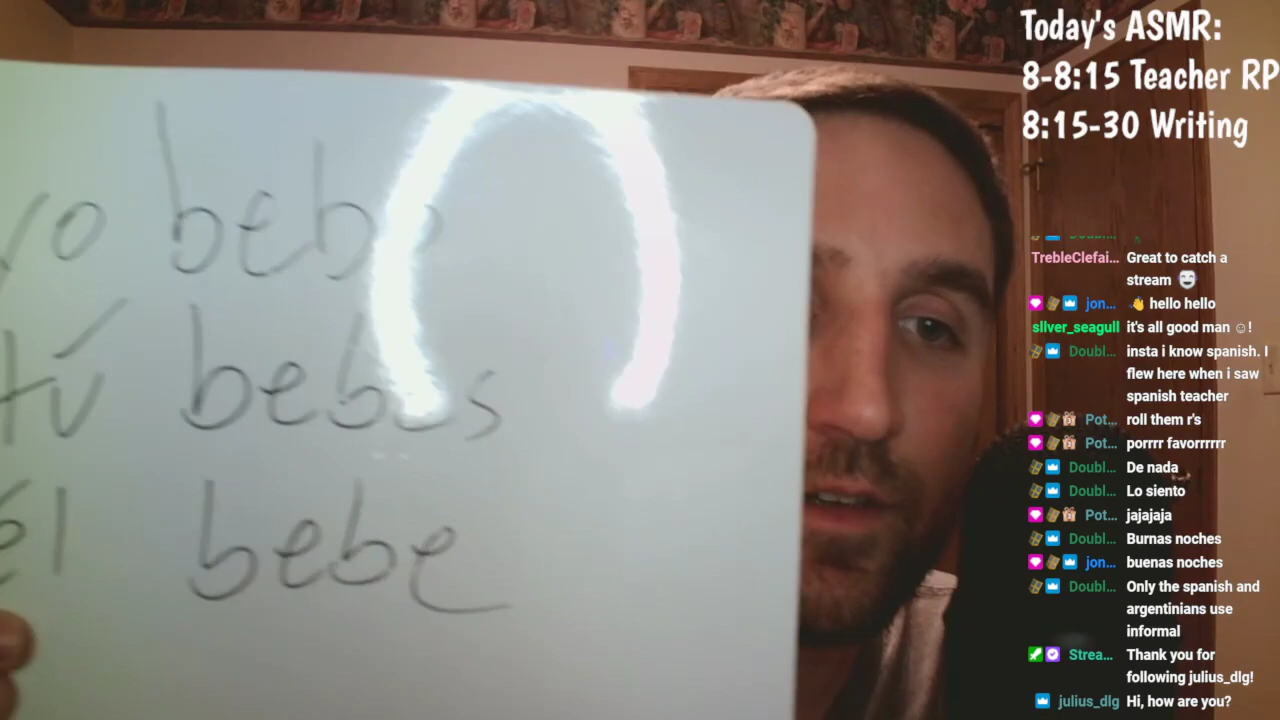 yo bebo
tú bebes
él bebe
Today's ASMR:
8-8:15 Teacher RP
8:15-30 Writing
TrebleClefai... Great to catch a
stream
jon... 👋 hello hello
sllver_seagull it's all good man ☺!
Doubl... insta i know spanish. I
flew here when i saw
spanish teacher
Pot... roll them r's
Pot... porrrr favorrrrrr
Doubl... De nada
Doubl... Lo siento
Pot... jajajaja
Doubl... Burnas noches
jon... buenas noches
Doubl... Only the spanish and
argentinians use
informal
Strea... Thank you for
following julius_dlg!
julius_dlg Hi, how are you?